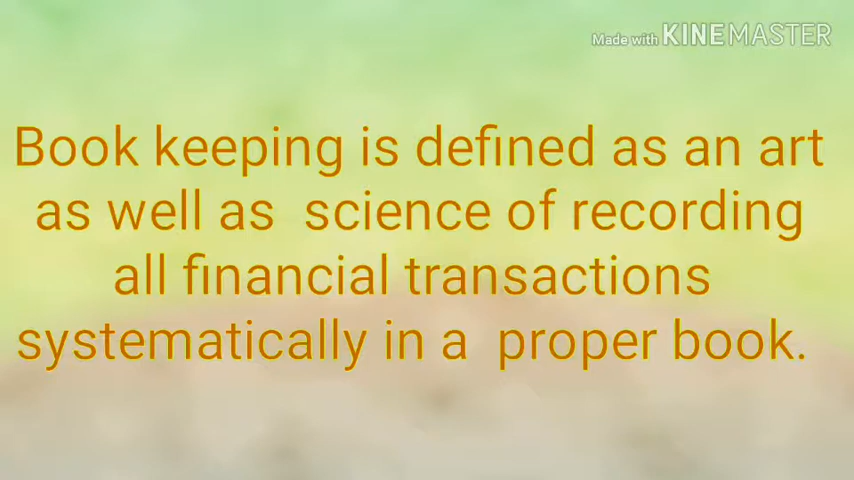 Made with KINEMASTER
Book keeping is defined as an art
as well as science of recording
all financial transactions
systematically in a proper book.